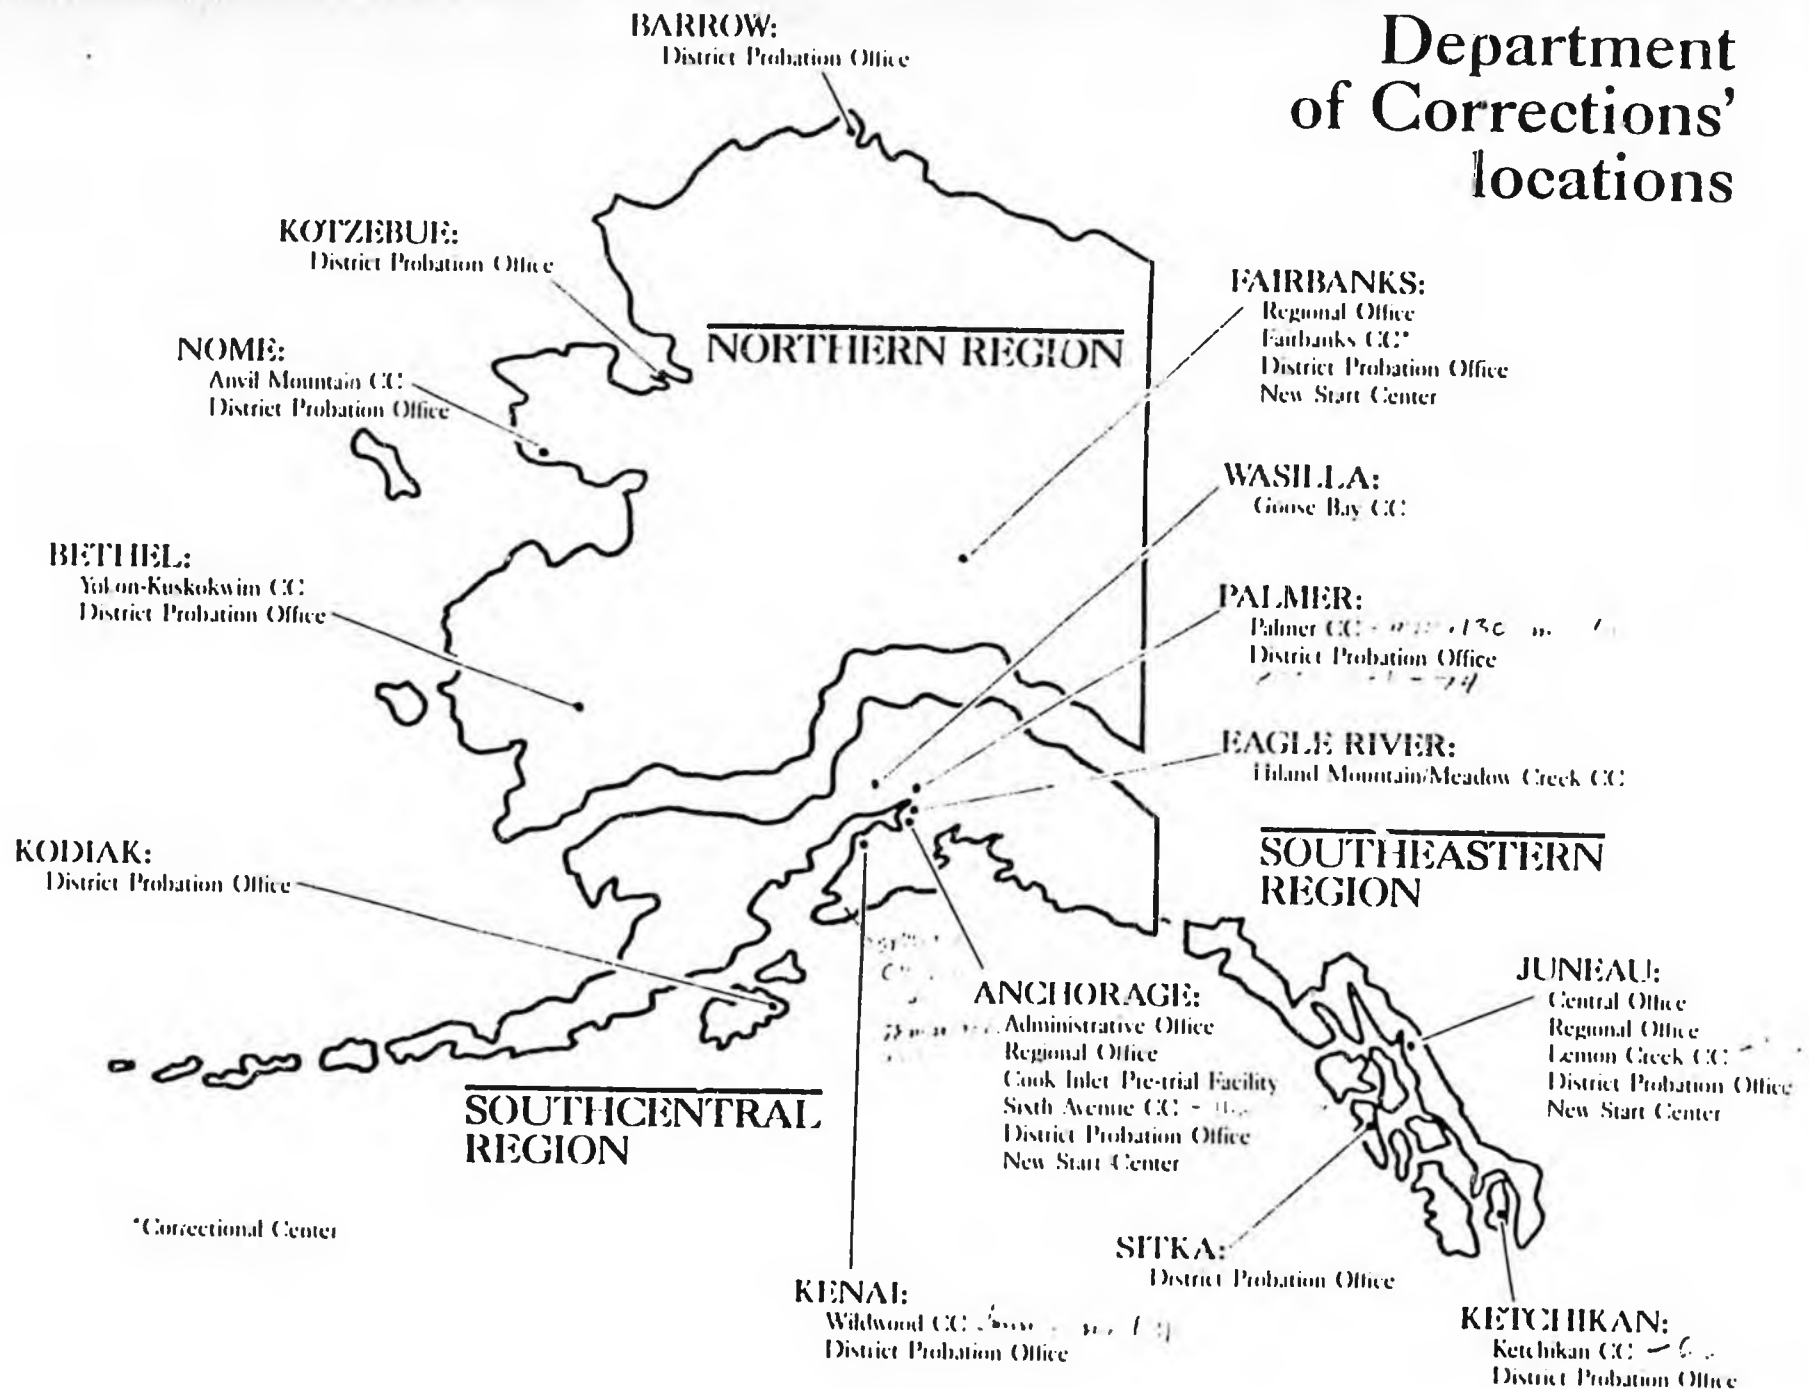 Department
of Corrections'
locations
BARROW:
District Probation Office
KOTZEBUE:
District Probation Office
NORTHERN REGION
NOME:
Anvil Mountain CC
District Probation Office
FAIRBANKS:
Regional Office
Fairbanks CC*
District Probation Office
New Start Center
WASILLA:
Goose Bay CC
BETHEL:
Yukon-Kuskokwim CC
District Probation Office
PALMER:
Palmer CC
District Probation Office
EAGLE RIVER:
Hiland Mountain/Meadow Creek CC
KODIAK:
District Probation Office
SOUTHEASTERN
REGION
ANCHORAGE:
Administrative Office
Regional Office
Cook Inlet Pre-trial Facility
Sixth Avenue CC
District Probation Office
New Start Center
JUNEAU:
Central Office
Regional Office
Lemon Creek CC
District Probation Office
New Start Center
SOUTHCENTRAL
REGION
*Correctional Center
SITKA:
District Probation Office
KENAI:
Wildwood CC
District Probation Office
KETCHIKAN:
Ketchikan CC
District Probation Office